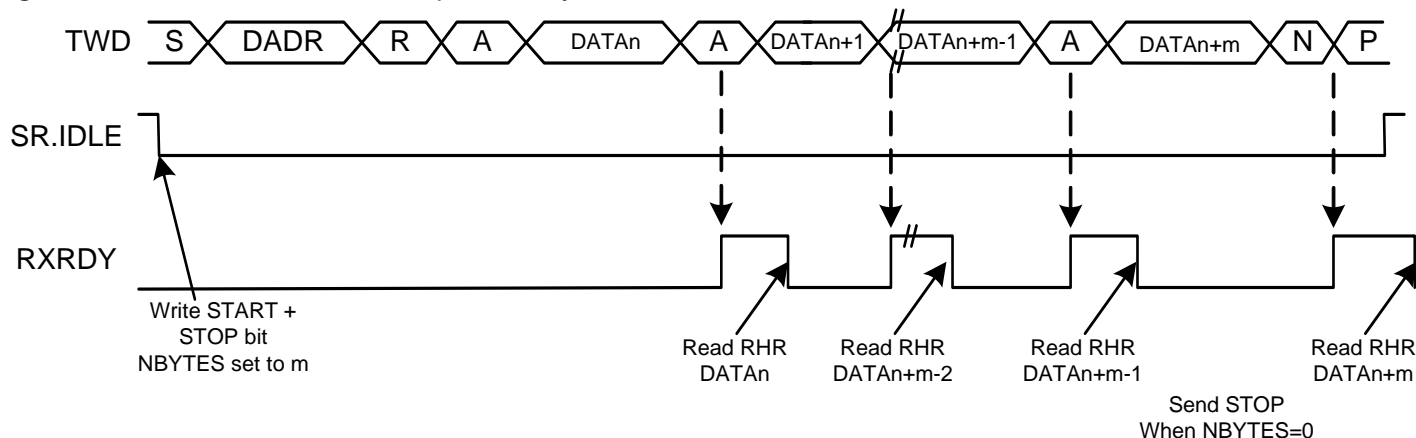 TWD S DADR R A DATAn A DATAn+1 DATAn+m-1 A DATAn+m N P
SR.IDLE
RXRDY
Write START +
STOP bit
NBYTES set to m
Read RHR
DATAn
Read RHR
DATAn+m-2
Read RHR
DATAn+m-1
Read RHR
DATAn+m
Send STOP
When NBYTES=0